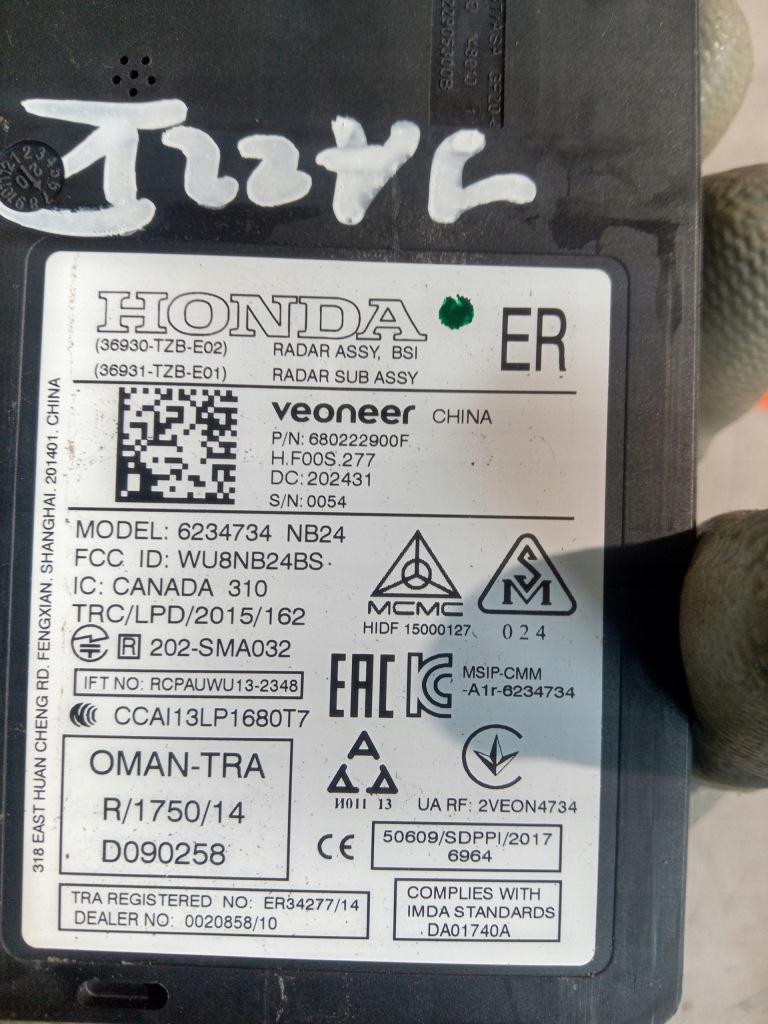 HONDA
ER
(36930-TZB-E02) RADAR ASSY, BSI
(36931-TZB-E01) RADAR SUB ASSY
veoneer CHINA
P/N: 680222900F
H.F00S.277
DC: 202431
S/N: 0054
MODEL: 6234734 NB24
FCC ID: WU8NB24BS
IC: CANADA 310
TRC/LPD/2015/162
R 202-SMA032
IFT NO: RCPAUWU13-2348
CCAI13LP1680T7
MCMC
HIDF 15000127
SM
024
EAC KC MSIP-CMM
-A1r-6234734
OMAN-TRA
R/1750/14
D090258
И011 13
UA RF: 2VEON4734
CE
50609/SDPPI/2017
6964
TRA REGISTERED NO: ER34277/14
DEALER NO: 0020858/10
COMPLIES WITH
IMDA STANDARDS
DA01740A
318 EAST HUAN CHENG RD. FENGXIAN. SHANGHAI. 201401. CHINA